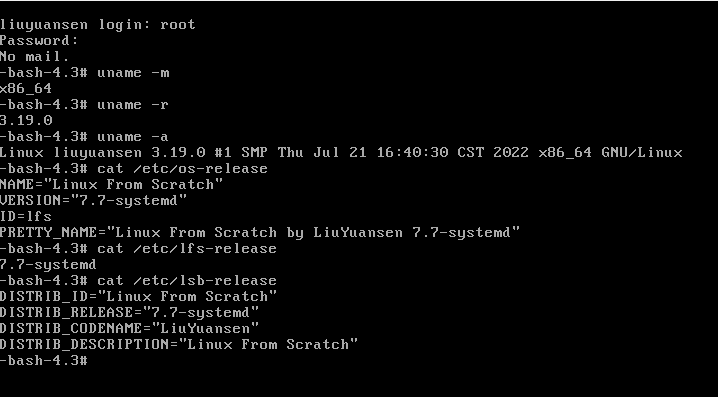 liuyuansen login: root
Password:
No mail.
-bash-4.3# uname -m
x86_64
-bash-4.3# uname -r
3.19.0
-bash-4.3# uname -a
Linux liuyuansen 3.19.0 #1 SMP Thu Jul 21 16:40:30 CST 2022 x86_64 GNU/Linux
-bash-4.3# cat /etc/os-release
NAME="Linux From Scratch"
VERSION="7.7-systemd"
ID=lfs
PRETTY_NAME="Linux From Scratch by LiuYuansen 7.7-systemd"
-bash-4.3# cat /etc/lfs-release
7.7-systemd
-bash-4.3# cat /etc/lsb-release
DISTRIB_ID="Linux From Scratch"
DISTRIB_RELEASE="7.7-systemd"
DISTRIB_CODENAME="LiuYuansen"
DISTRIB_DESCRIPTION="Linux From Scratch"
-bash-4.3#